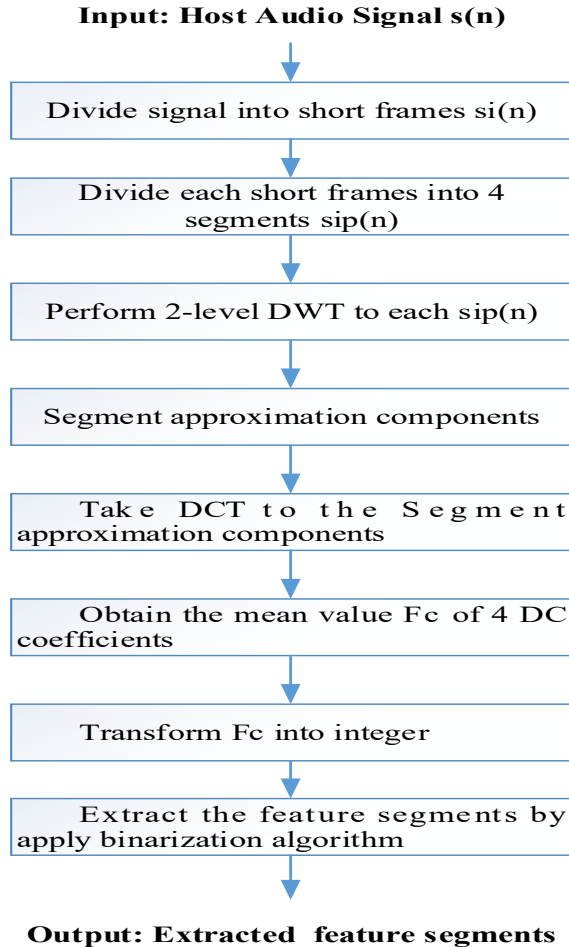 Input: Host Audio Signal s(n)
Divide signal into short frames si(n)
Divide each short frames into 4
segments sip(n)
Perform 2-level DWT to each sip(n)
Segment approximation components
Take DCT to the Segment
approximation components
Obtain the mean value Fc of 4 DC
coefficients
Transform Fc into integer
Extract the feature segments by
apply binarization algorithm
Output: Extracted feature segments